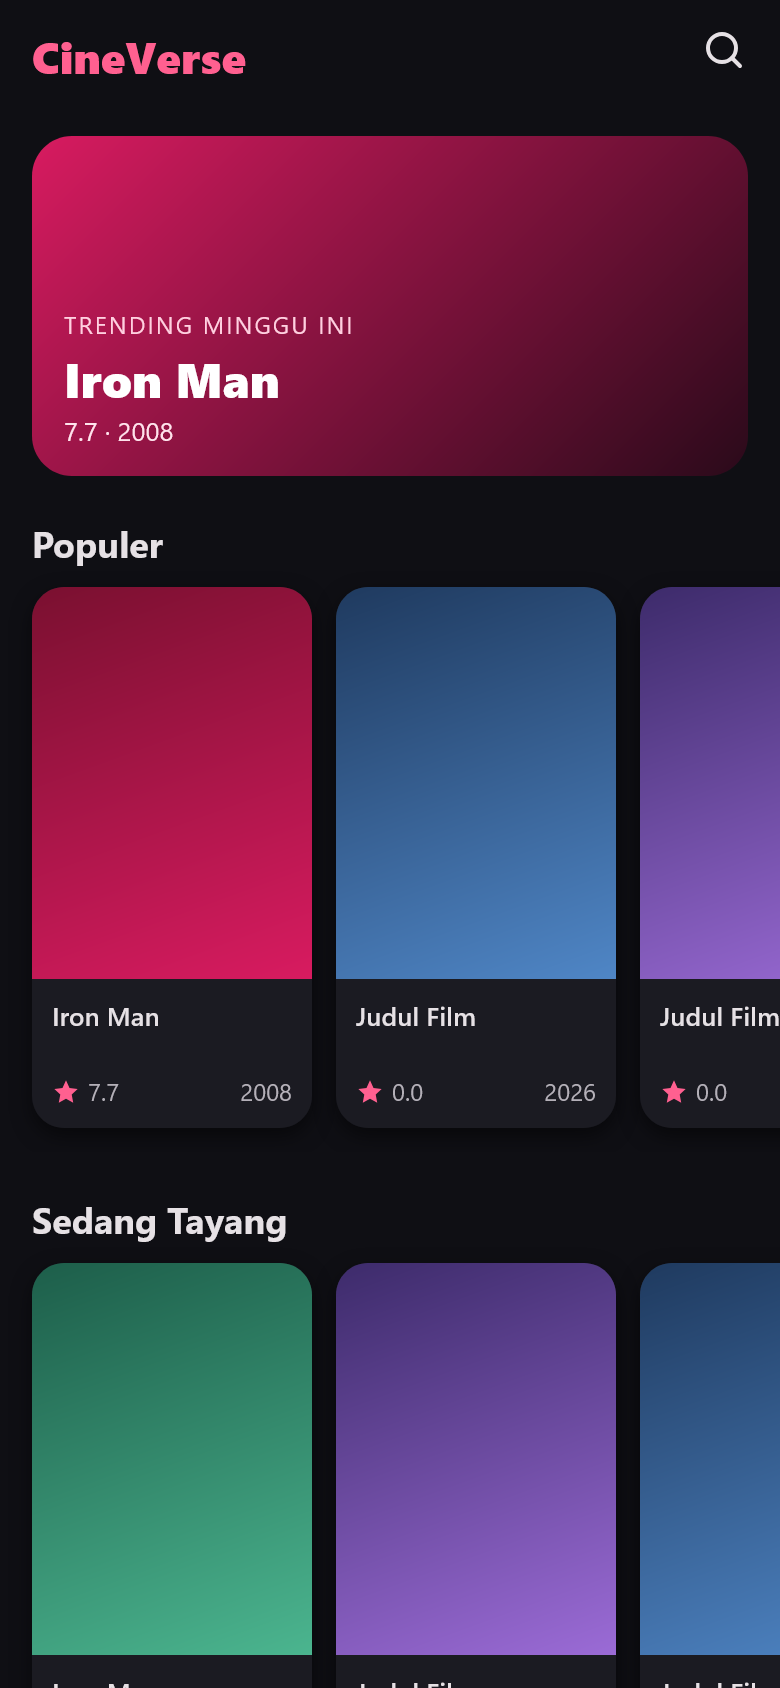 CineVerse
TRENDING MINGGU INI
Iron Man
7.7 · 2008
Populer
Iron Man
7.7 2008
Judul Film
0.0 2026
Judul Film
0.0
Sedang Tayang